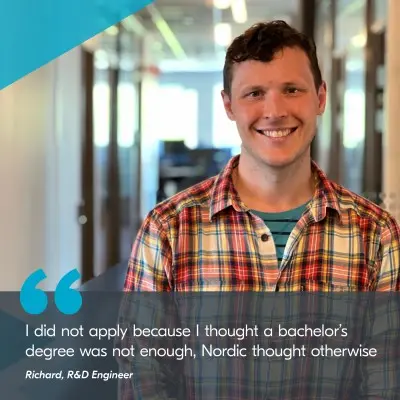 I did not apply because I thought a bachelor's
degree was not enough, Nordic thought otherwise
Richard, R&D Engineer